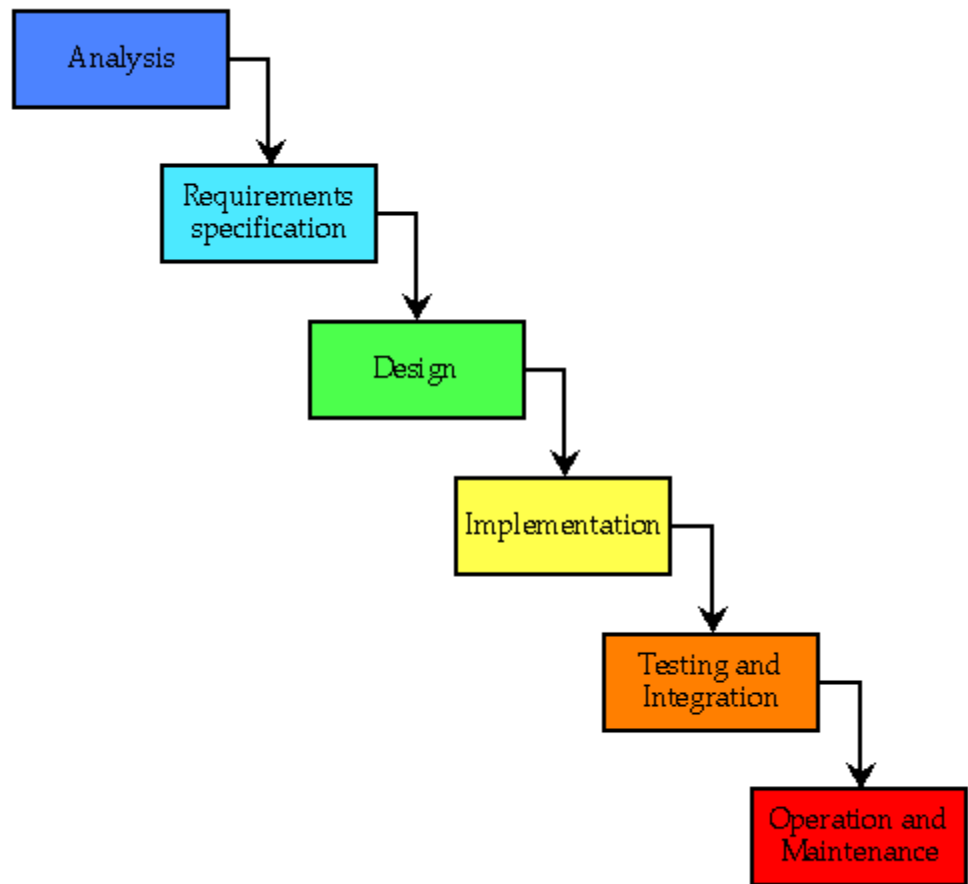 Analysis
Requirements
specification
Design
Implementation
Testing and
Integration
Operation and
Maintenance